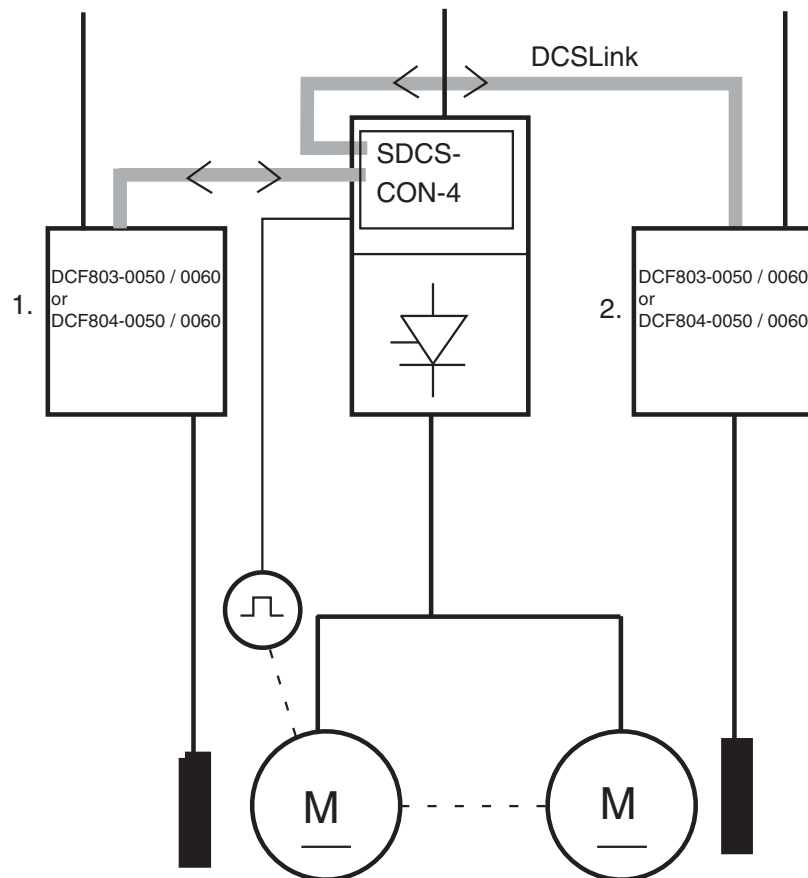 DCSLink
SDCS-
CON-4
1.
DCF803-0050 / 0060
or
DCF804-0050 / 0060
2.
DCF803-0050 / 0060
or
DCF804-0050 / 0060
M
M